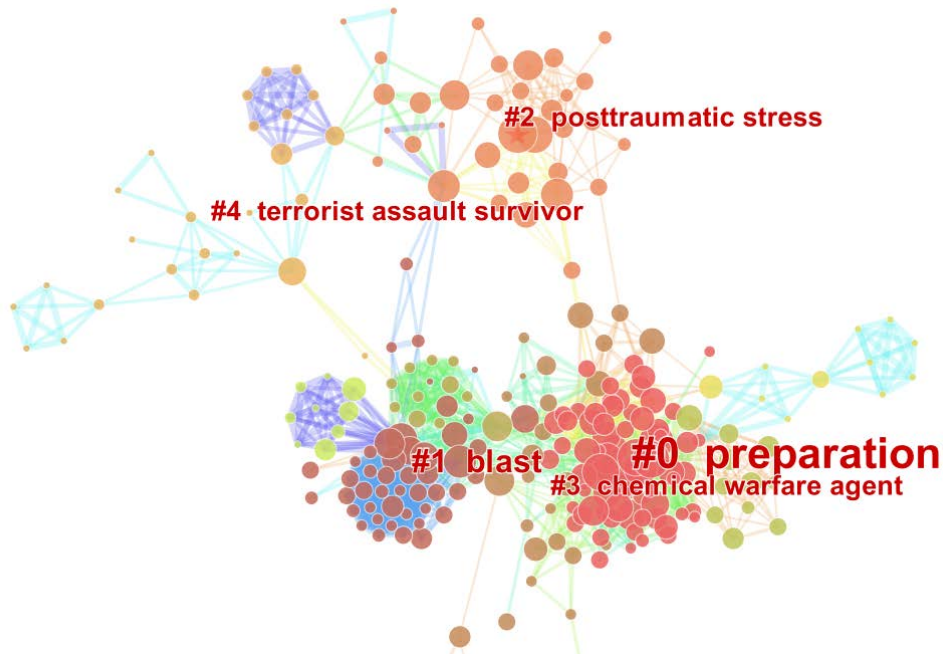 #2 posttraumatic stress
#4 terrorist assault survivor
#0 preparation
#1 blast
#3 chemical warfare agent